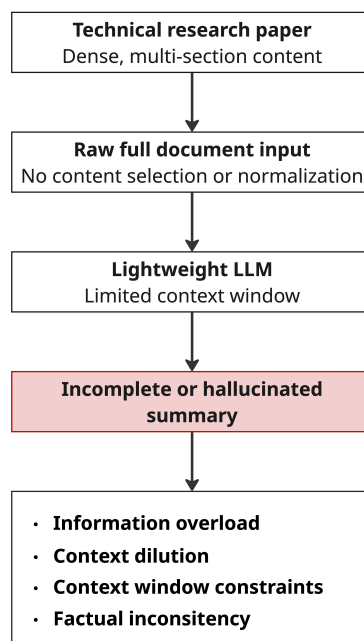 Technical research paper
Dense, multi-section content
Raw full document input
No content selection or normalization
Lightweight LLM
Limited context window
Incomplete or hallucinated
summary
· Information overload
· Context dilution
· Context window constraints
· Factual inconsitency